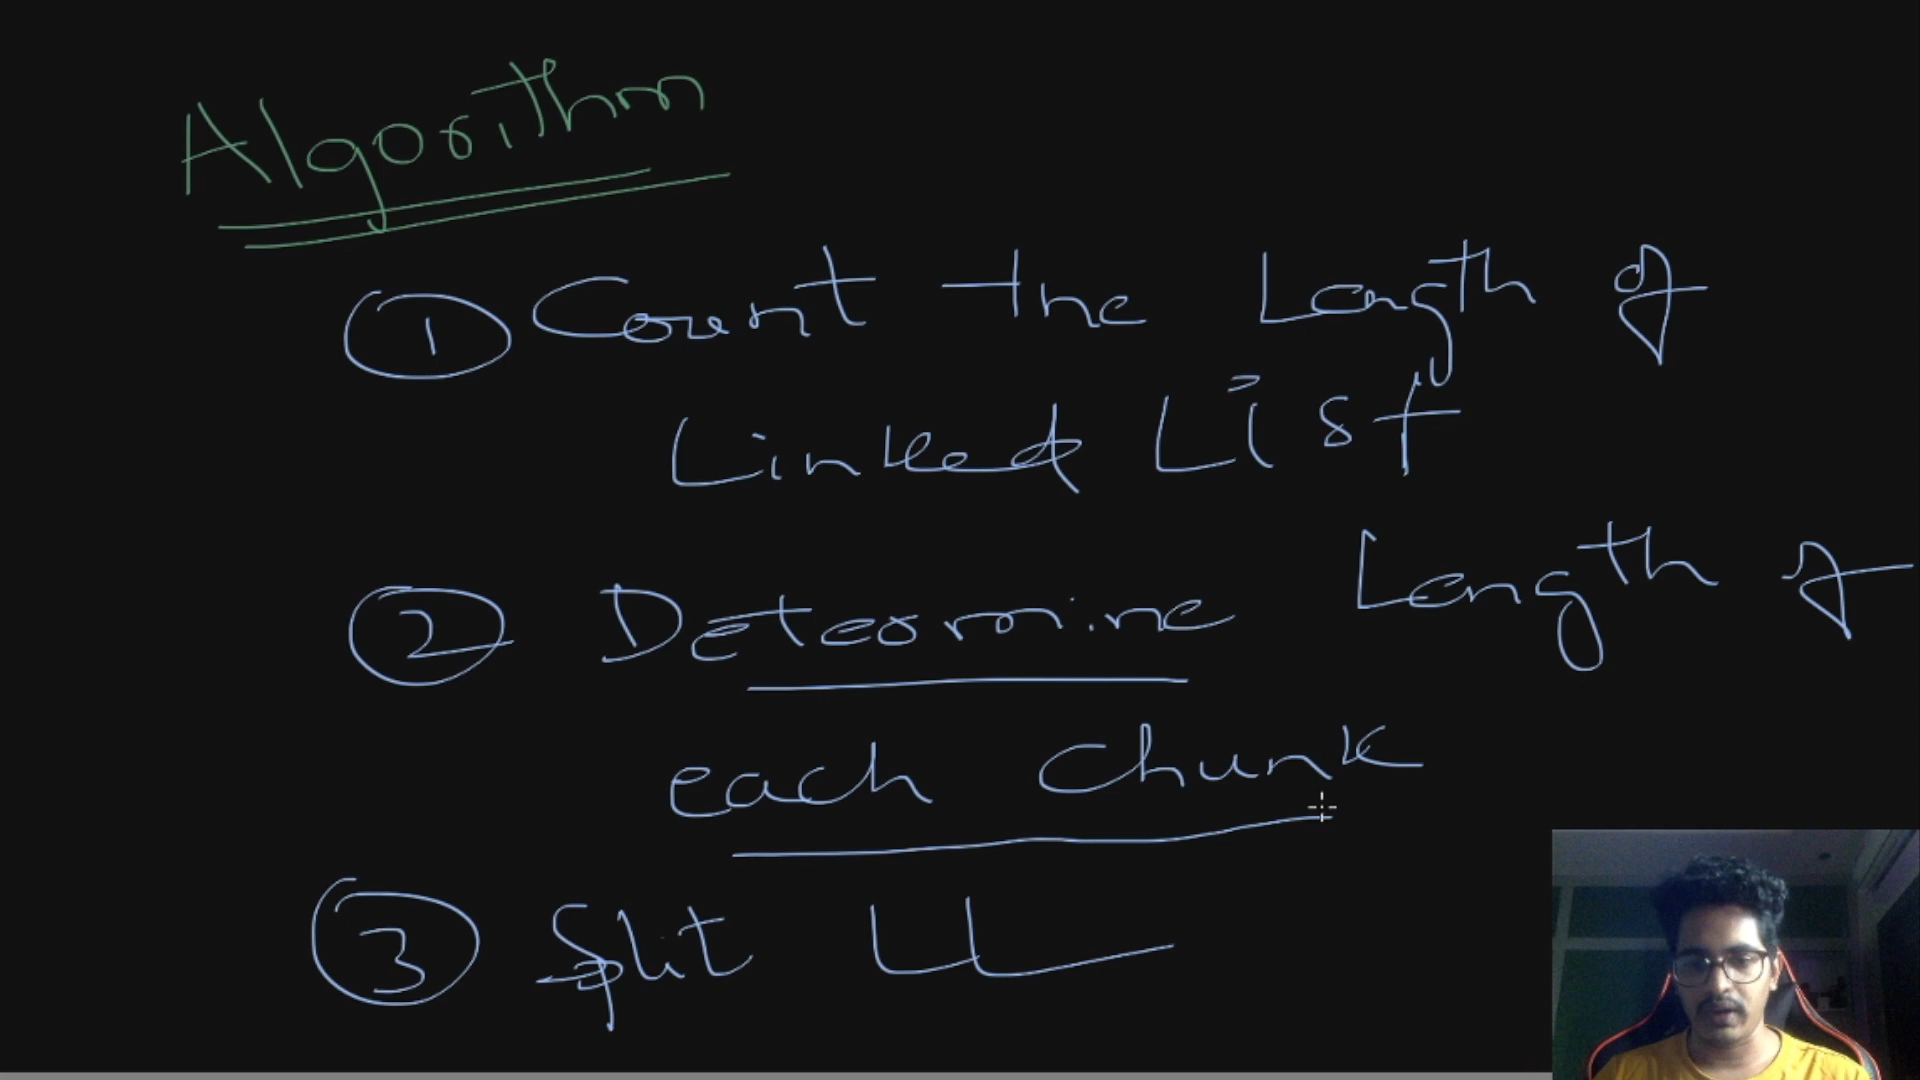 Algorithm
① Count the Length of
Linked List
② Determine Length of
each Chunk
③ Split LL